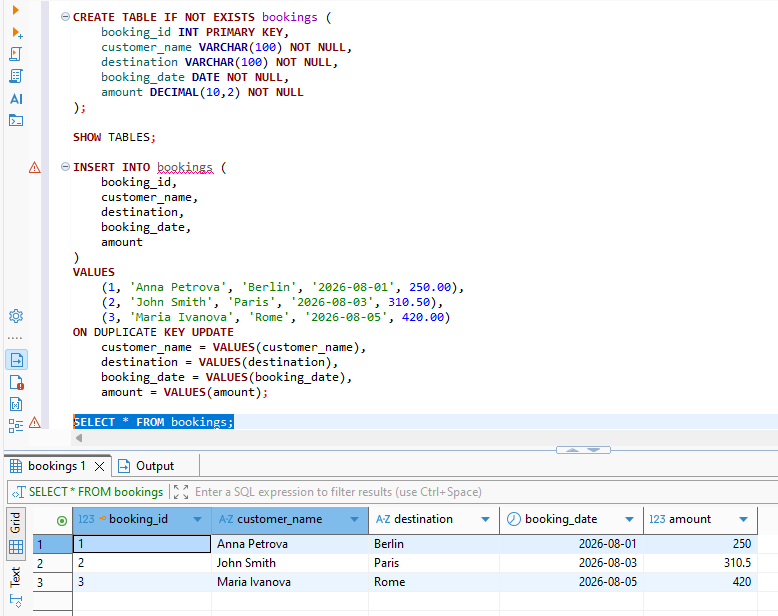 CREATE TABLE IF NOT EXISTS bookings (
booking_id INT PRIMARY KEY,
customer_name VARCHAR(100) NOT NULL,
destination VARCHAR(100) NOT NULL,
booking_date DATE NOT NULL,
amount DECIMAL(10,2) NOT NULL
);
AI
SHOW TABLES;
INSERT INTO bookings (
booking_id,
customer_name,
destination,
booking_date,
amount
)
VALUES
(1, 'Anna Petrova', 'Berlin', '2026-08-01', 250.00),
(2, 'John Smith', 'Paris', '2026-08-03', 310.50),
(3, 'Maria Ivanova', 'Rome', '2026-08-05', 420.00)
ON DUPLICATE KEY UPDATE
customer_name = VALUES(customer_name),
destination = VALUES(destination),
booking_date = VALUES(booking_date),
amount = VALUES(amount);
SELECT * FROM bookings;
bookings 1 Output
SELECT * FROM bookings Enter a SQL expression to filter results (use Ctrl+Space)
Grid
Text
123 booking_id A-Z customer_name A-Z destination booking_date 123 amount
1 1 Anna Petrova Berlin 2026-08-01 250
2 2 John Smith Paris 2026-08-03 310.5
3 3 Maria Ivanova Rome 2026-08-05 420